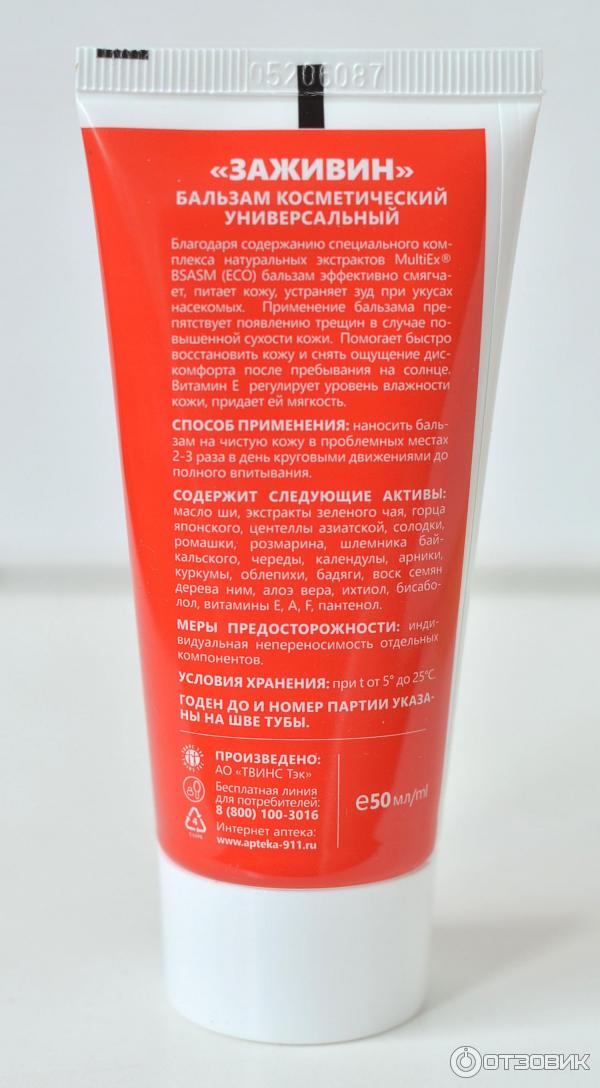 05206087
«ЗАЖИВИН»
БАЛЬЗАМ КОСМЕТИЧЕСКИЙ
УНИВЕРСАЛЬНЫЙ
Благодаря содержанию специального ком-
плекса натуральных экстрактов MultiEx®
BSASM (ECO) бальзам эффективно смягча-
ет, питает кожу, устраняет зуд при укусах
насекомых. Применение бальзама пре-
пятствует появлению трещин в случае по-
вышенной сухости кожи. Помогает быстро
восстановить кожу и снять ощущение дис-
комфорта после пребывания на солнце.
Витамин Е регулирует уровень влажности
кожи, придает ей мягкость.
СПОСОБ ПРИМЕНЕНИЯ: наносить баль-
зам на чистую кожу в проблемных местах
2-3 раза в день круговыми движениями до
полного впитывания.
СОДЕРЖИТ СЛЕДУЮЩИЕ АКТИВЫ:
масло ши, экстракты зеленого чая, горца
японского, центеллы азиатской, солодки,
ромашки, розмарина, шлемника бай-
кальского, череды, календулы, арники,
куркумы, облепихи, бадяги, воск семян
дерева ним, алоэ вера, ихтиол, бисабо-
лол, витамины Е, А, F, пантенол.
МЕРЫ ПРЕДОСТОРОЖНОСТИ: инди-
видуальная непереносимость отдельных
компонентов.
УСЛОВИЯ ХРАНЕНИЯ: при t от 5° до 25°С.
ГОДЕН ДО И НОМЕР ПАРТИИ УКАЗА-
НЫ НА ШВЕ ТУБЫ.
ПРОИЗВЕДЕНО:
АО «ТВИНС Тэк»
Бесплатная линия
для потребителей:
8 (800) 100-3016
Интернет аптека:
www.apteka-911.ru
4
℮50 мл/ml
ОТЗОВИК